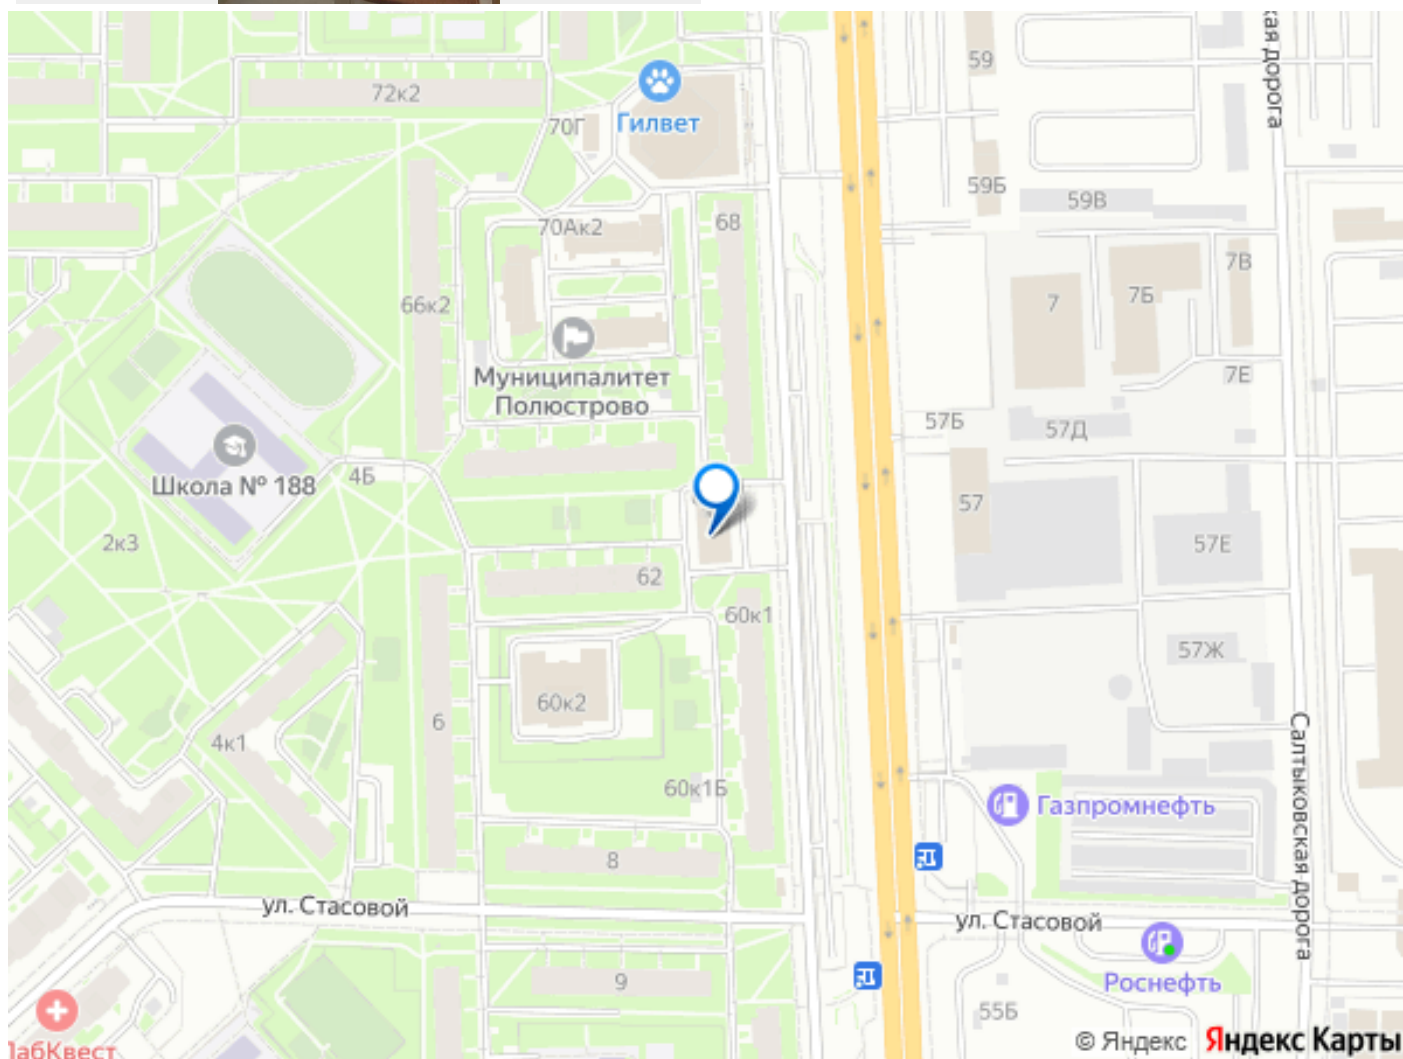 кая дорога
59
72к2
70Г
Гилвет
59Б
59В
68
70Ак2
7В
66к2
7
7Б
Муниципалитет
Полюстрово
7Е
57Б
57Д
Школа № 188
4Б
57
2к3
57Е
62
60к1
57Ж
60к2
6
4к1
Салтыковская дорога
60к1Б
Газпромнефть
8
ул. Стасовой
ул. Стасовой
9
Роснефть
55Б
ЛабКвест
© Яндекс Яндекс Карты